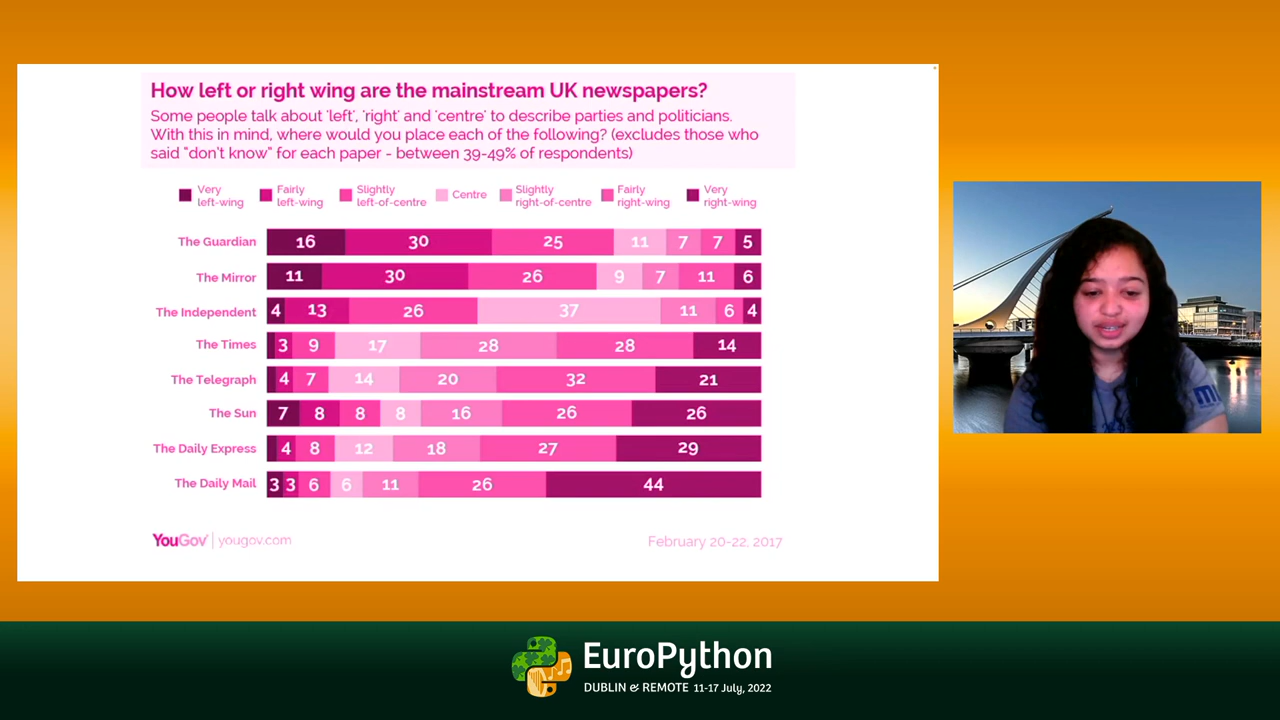 How left or right wing are the mainstream UK newspapers?
Some people talk about 'left', 'right' and 'centre' to describe parties and politicians.
With this in mind, where would you place each of the following? (excludes those who
said "don't know" for each paper - between 39-49% of respondents)
Very left-wing
Fairly left-wing
Slightly left-of-centre
Centre
Slightly right-of-centre
Fairly right-wing
Very right-wing
The Guardian 16 30 25 11 7 7 5
The Mirror 11 30 26 9 7 11 6
The Independent 4 13 26 37 11 6 4
The Times 3 9 17 28 28 14
The Telegraph 4 7 14 20 32 21
The Sun 7 8 8 8 16 26 26
The Daily Express 4 8 12 18 27 29
The Daily Mail 3 3 6 6 11 26 44
YouGov | yougov.com
February 20-22, 2017
EuroPython
DUBLIN & REMOTE 11-17 July, 2022